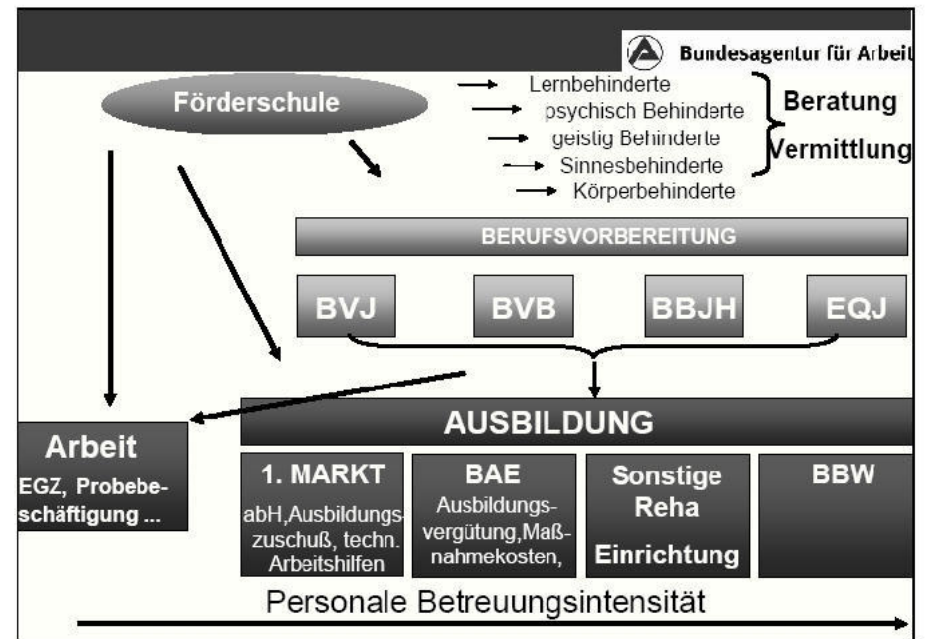 Bundesagentur für Arbeit
Förderschule
Lernbehinderte
psychisch Behinderte
geistig Behinderte
Sinnesbehinderte
Körperbehinderte
Beratung
Vermittlung
BERUFSVORBEREITUNG
BVJ
BVB
BBJH
EQJ
AUSBILDUNG
Arbeit
EGZ, Probebe-
schäftigung ...
1. MARKT
abH,Ausbildungs-
zuschuß, techn.
Arbeitshilfen
BAE
Ausbildungs-
vergütung,Maß-
nahmekosten,
Sonstige
Reha
Einrichtung
BBW
Personale Betreuungsintensität